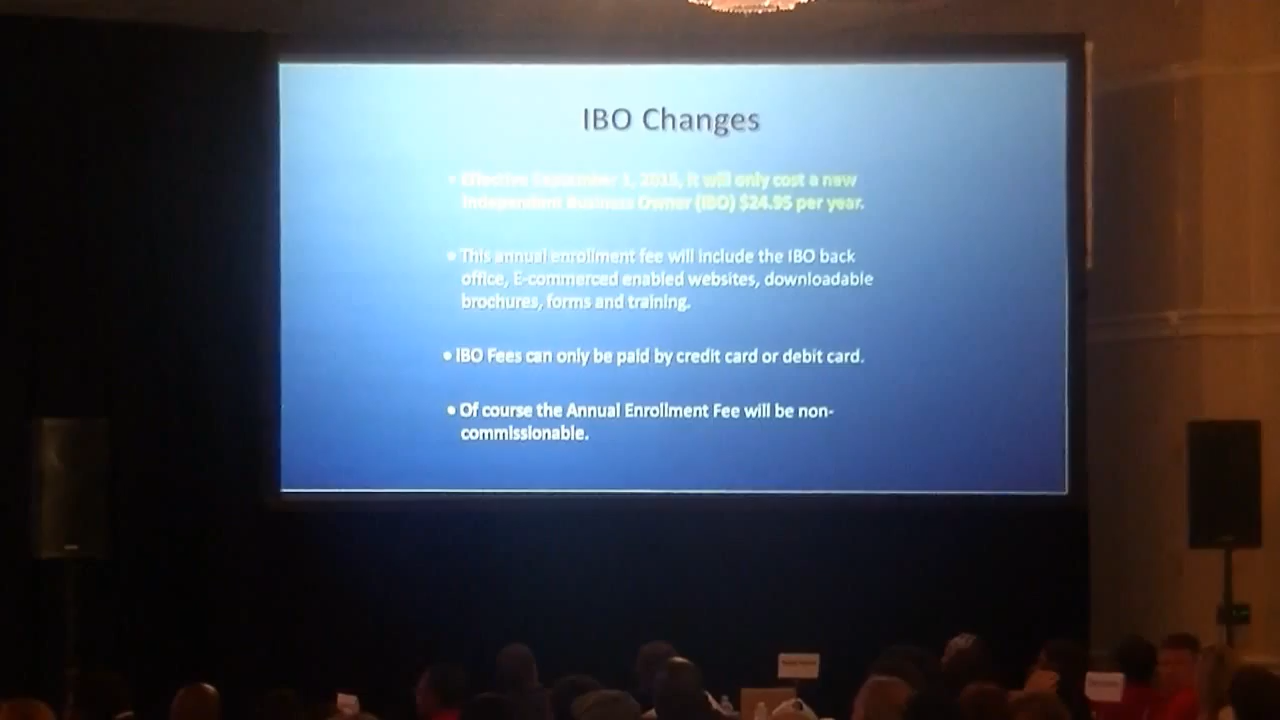 IBO Changes
• Effective September 1, 2015, it will only cost a new
Independent Business Owner (IBO) $24.95 per year.
• This annual enrollment fee will include the IBO back
office, E-commerced enabled websites, downloadable
brochures, forms and training.
• IBO Fees can only be paid by credit card or debit card.
• Of course the Annual Enrollment Fee will be non-
commissionable.